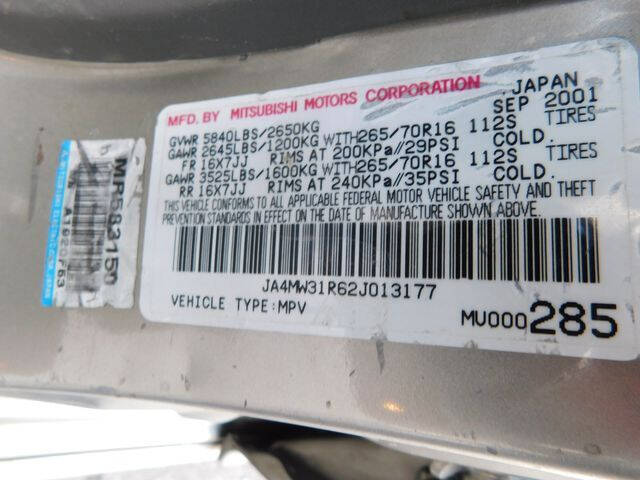 MFD. BY MITSUBISHI MOTORS CORPORATION. JAPAN
SEP 2001
GVWR 5840LBS/2650KG
GAWR 2645LBS/1200KG WITH265/70R16 112S TIRES
FR 16X7JJ RIMS AT 200KPa//29PSI COLD.
GAWR 3525LBS/1600KG WITH265/70R16 112S TIRES
RR 16X7JJ RIMS AT 240KPa//35PSI COLD.
THIS VEHICLE CONFORMS TO ALL APPLICABLE FEDERAL MOTOR VEHICLE SAFETY AND THEFT
PREVENTION STANDARDS IN EFFECT ON THE DATE OF MANUFACTURE SHOWN ABOVE.
JA4MW31R62J013177
VEHICLE TYPE:MPV
MU000285
MR583150